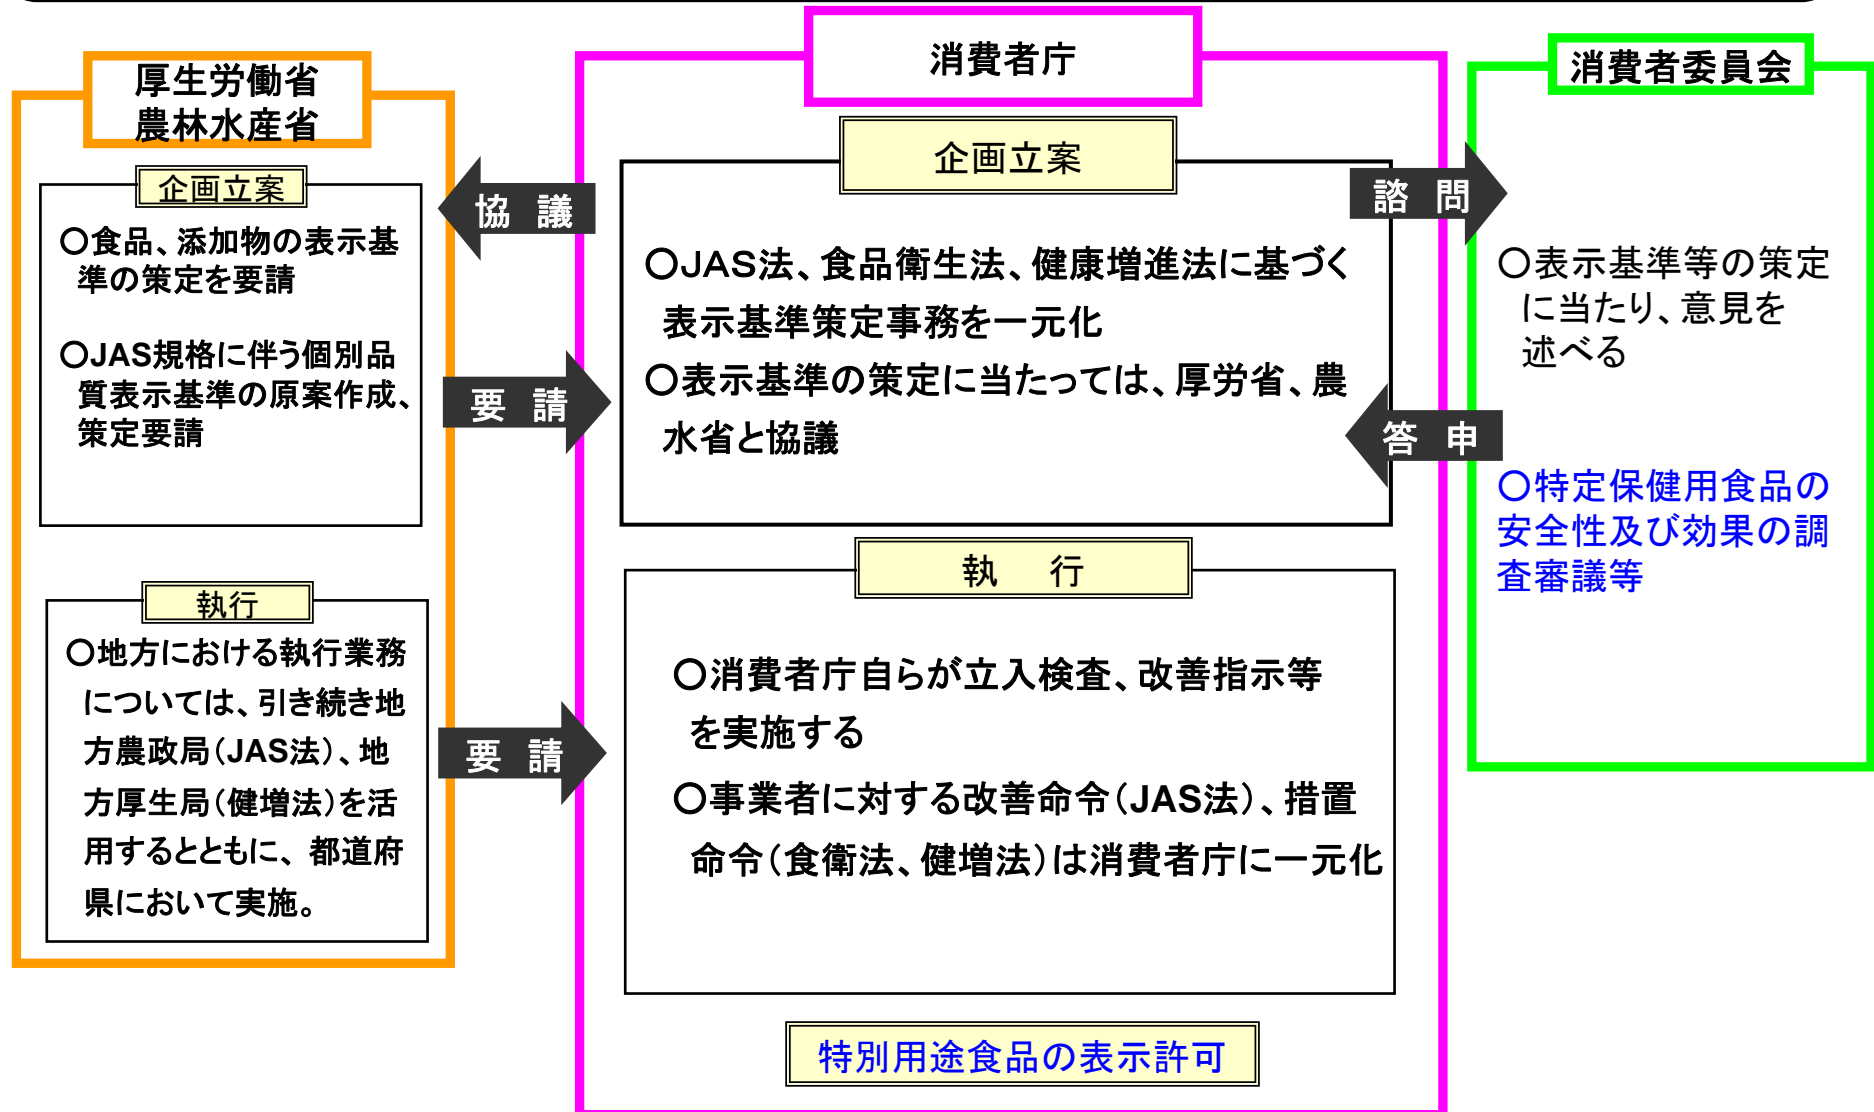 厚生労働省
農林水産省
企画立案
○食品、添加物の表示基
準の策定を要請
○JAS規格に伴う個別品
質表示基準の原案作成、
策定要請
執行
○地方における執行業務
については、引き続き地
方農政局（JAS法）、地
方厚生局（健増法）を活
用するとともに、都道府
県において実施。
協 議
要 請
要 請
消費者庁
企画立案
○JAS法、食品衛生法、健康増進法に基づく
表示基準策定事務を一元化
○表示基準の策定に当たっては、厚労省、農
水省と協議
執 行
○消費者庁自らが立入検査、改善指示等
を実施する
○事業者に対する改善命令（JAS法）、措置
命令（食衛法、健増法）は消費者庁に一元化
特別用途食品の表示許可
諮 問
答 申
消費者委員会
○表示基準等の策定
に当たり、意見を
述べる
○特定保健用食品の
安全性及び効果の調
査審議等